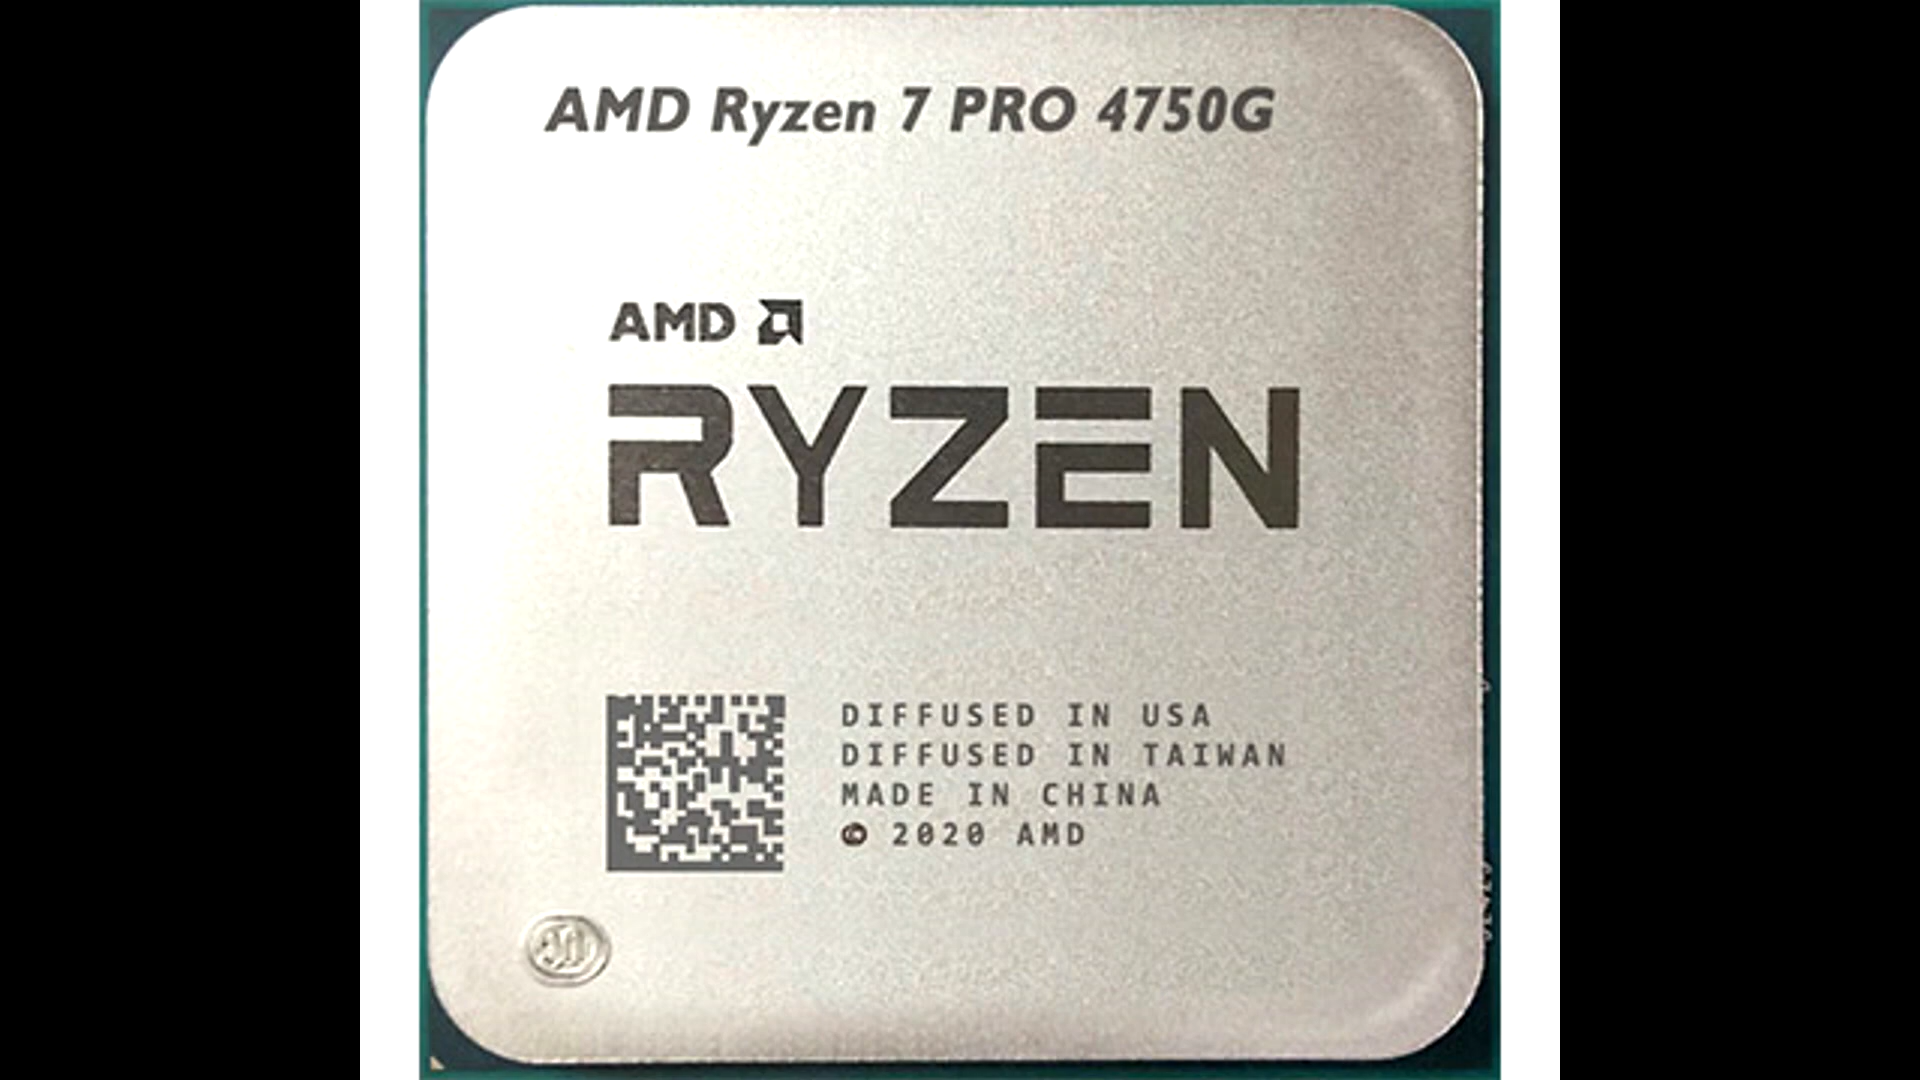 AMD Ryzen 7 PRO 4750G
AMD
RYZEN
DIFFUSED IN USA
DIFFUSED IN TAIWAN
MADE IN CHINA
© 2020 AMD